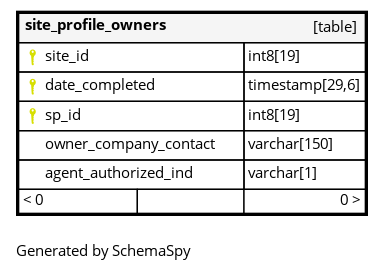 site_profile_owners [table]
site_id int8[19]
date_completed timestamp[29,6]
sp_id int8[19]
owner_company_contact varchar[150]
agent_authorized_ind varchar[1]
< 0 0 >
Generated by SchemaSpy